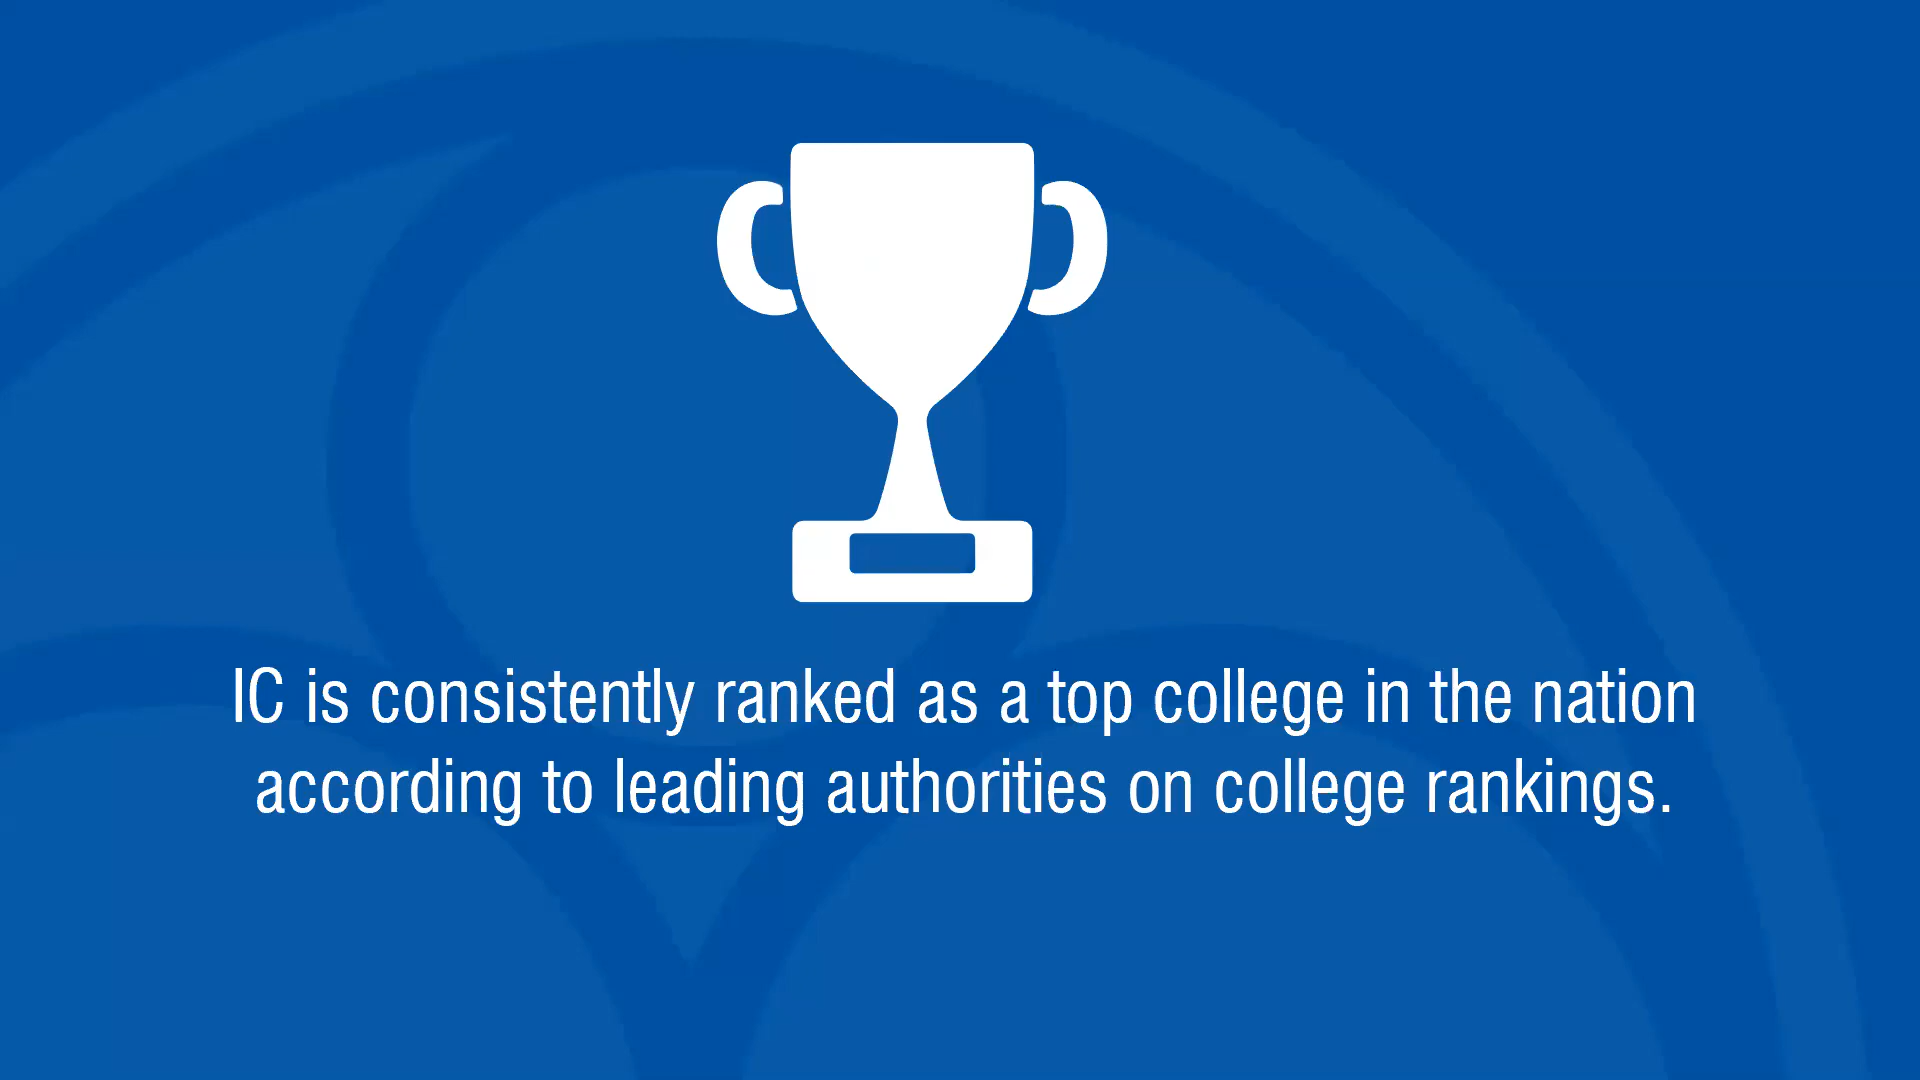 IC is consistently ranked as a top college in the nation
according to leading authorities on college rankings.